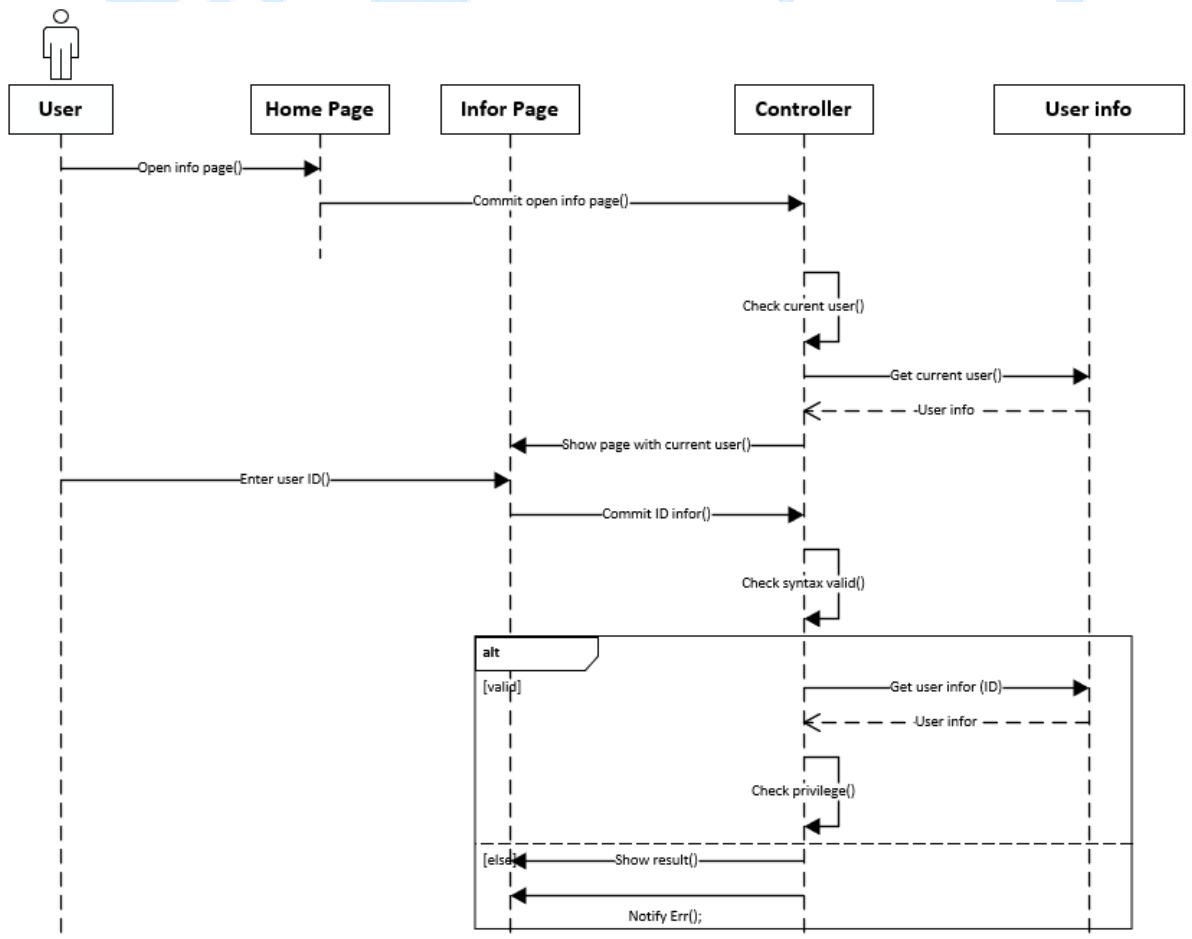 User
Home Page
Infor Page
Controller
User info
Open info page()
Commit open info page()
Check curent user()
Get current user()
User info
Show page with current user()
Enter user ID()
Commit ID infor()
Check syntax valid()
alt
[valid]
Get user infor (ID)
User infor
Check privilege()
[else]
Show result()
Notify Err();